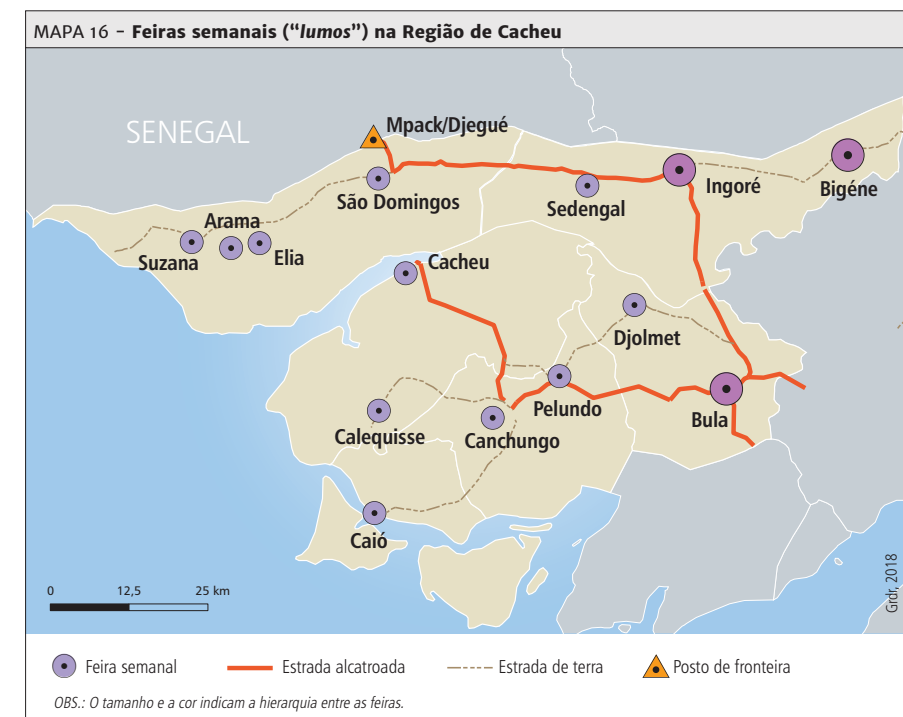 MAPA 16 – Feiras semanais (“lumos”) na Região de Cacheu
SENEGAL
Mpack/Djegué
São Domingos
Sedengal
Ingoré
Bigéne
Arama
Suzana
Elia
Cacheu
Djolmet
Pelundo
Bula
Calequisse
Canchungo
Caió
0 12,5 25 km
Grdr, 2018
Feira semanal
Estrada alcatroada
Estrada de terra
Posto de fronteira
OBS.: O tamanho e a cor indicam a hierarquia entre as feiras.